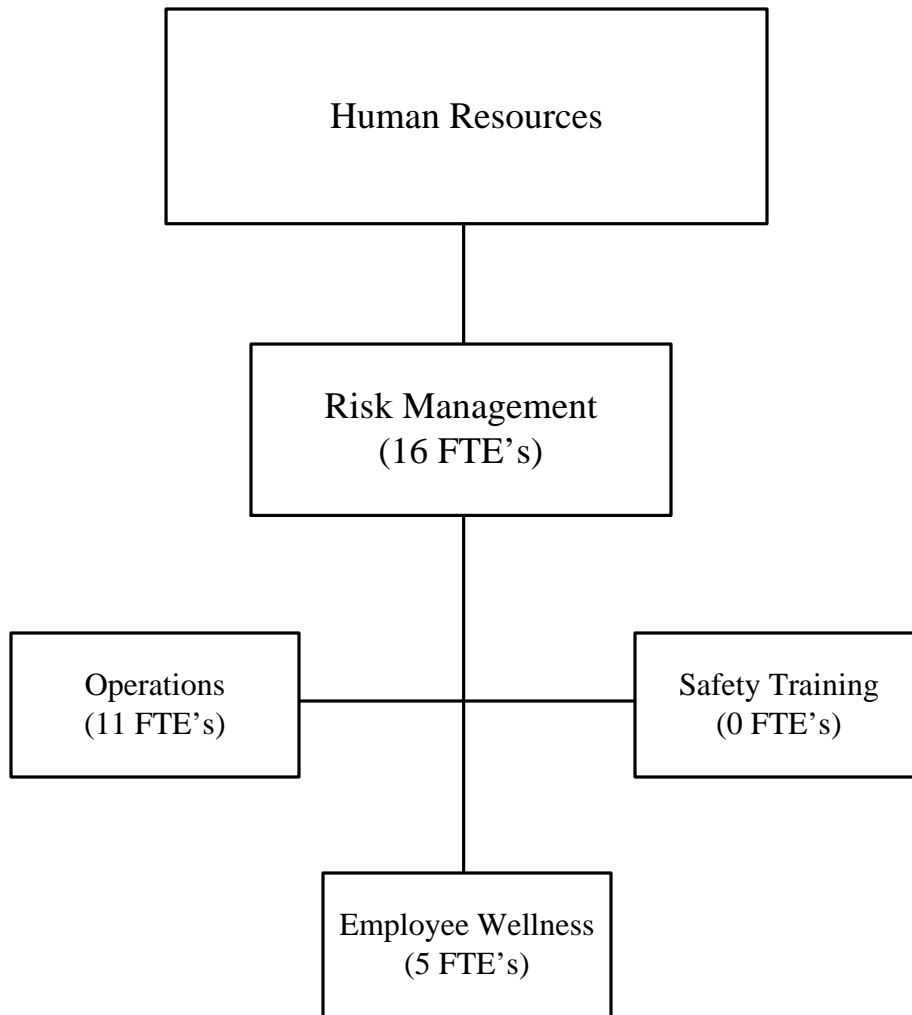 Human Resources
Risk Management
(16 FTE’s)
Operations
(11 FTE’s)
Safety Training
(0 FTE’s)
Employee Wellness
(5 FTE’s)